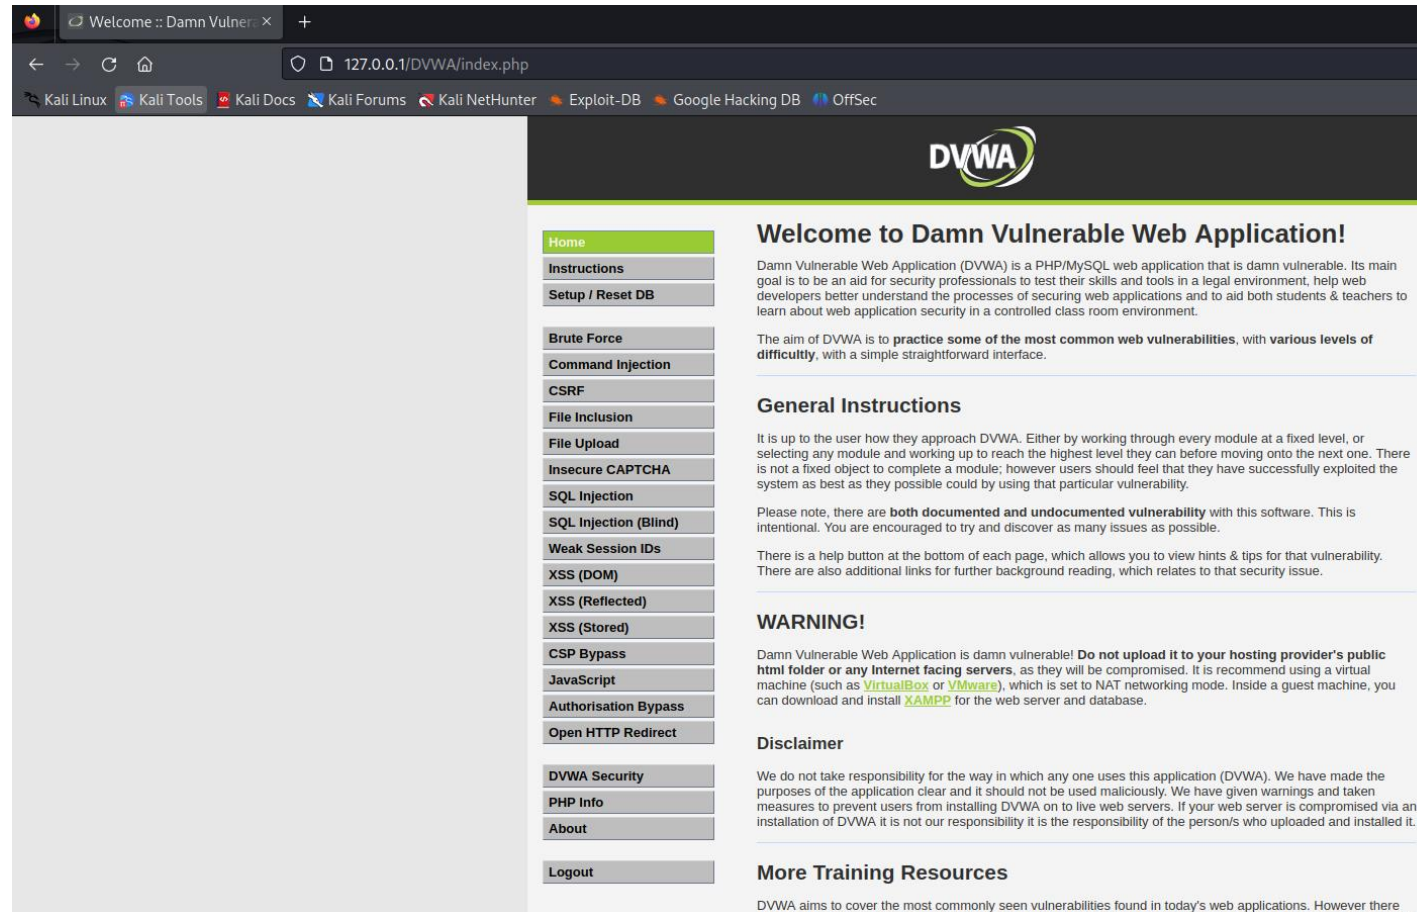 Welcome :: Damn Vulnera
127.0.0.1/DVWA/index.php
Kali Linux Kali Tools Kali Docs Kali Forums Kali NetHunter Exploit-DB Google Hacking DB OffSec
DVWA
Home
Instructions
Setup / Reset DB
Brute Force
Command Injection
CSRF
File Inclusion
File Upload
Insecure CAPTCHA
SQL Injection
SQL Injection (Blind)
Weak Session IDs
XSS (DOM)
XSS (Reflected)
XSS (Stored)
CSP Bypass
JavaScript
Authorisation Bypass
Open HTTP Redirect
DVWA Security
PHP Info
About
Logout
Welcome to Damn Vulnerable Web Application!
Damn Vulnerable Web Application (DVWA) is a PHP/MySQL web application that is damn vulnerable. Its main
goal is to be an aid for security professionals to test their skills and tools in a legal environment, help web
developers better understand the processes of securing web applications and to aid both students & teachers to
learn about web application security in a controlled class room environment.
The aim of DVWA is to practice some of the most common web vulnerabilities, with various levels of
difficultly, with a simple straightforward interface.
General Instructions
It is up to the user how they approach DVWA. Either by working through every module at a fixed level, or
selecting any module and working up to reach the highest level they can before moving onto the next one. There
is not a fixed object to complete a module; however users should feel that they have successfully exploited the
system as best as they possible could by using that particular vulnerability.
Please note, there are both documented and undocumented vulnerability with this software. This is
intentional. You are encouraged to try and discover as many issues as possible.
There is a help button at the bottom of each page, which allows you to view hints & tips for that vulnerability.
There are also additional links for further background reading, which relates to that security issue.
WARNING!
Damn Vulnerable Web Application is damn vulnerable! Do not upload it to your hosting provider's public
html folder or any Internet facing servers, as they will be compromised. It is recommend using a virtual
machine (such as VirtualBox or VMware), which is set to NAT networking mode. Inside a guest machine, you
can download and install XAMPP for the web server and database.
Disclaimer
We do not take responsibility for the way in which any one uses this application (DVWA). We have made the
purposes of the application clear and it should not be used maliciously. We have given warnings and taken
measures to prevent users from installing DVWA on to live web servers. If your web server is compromised via an
installation of DVWA it is not our responsibility it is the responsibility of the person/s who uploaded and installed it.
More Training Resources
DVWA aims to cover the most commonly seen vulnerabilities found in today's web applications. However there